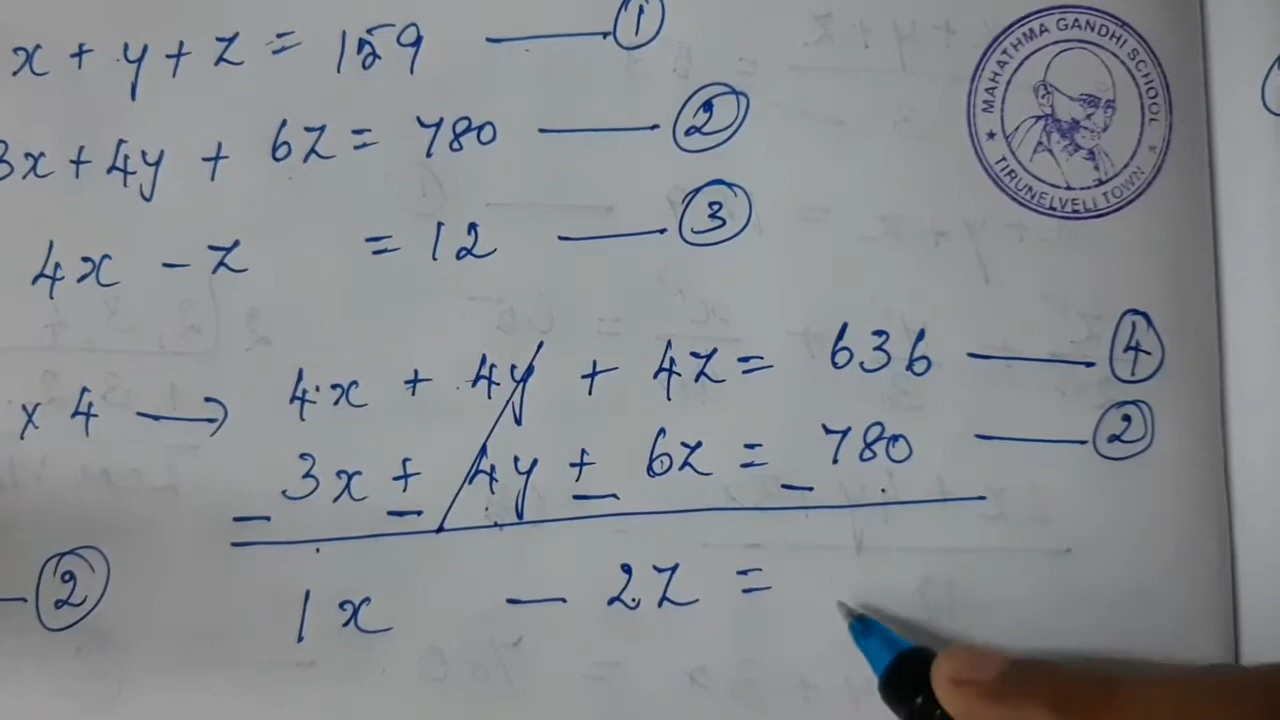 x + y + z = 159 —— ①
3x + 4y + 6z = 780 —— ②
4x - z = 12 —— ③
x 4 → 4x + 4y + 4z = 636 —— ④
3x + 4y + 6z = 780 —— ②
- - - -
- ② 1x - 2z =
MAHATHMA GANDHI SCHOOL
★ TIRUNELVELI TOWN ★